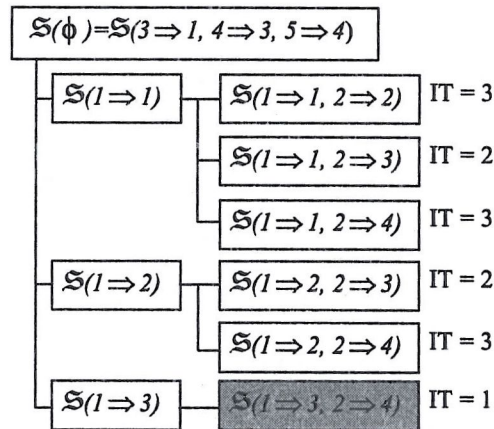 𝔖(ϕ)=𝔖(3⇒1, 4⇒3, 5⇒4)
𝔖(1⇒1) 𝔖(1⇒1, 2⇒2) IT = 3
𝔖(1⇒1, 2⇒3) IT = 2
𝔖(1⇒1, 2⇒4) IT = 3
𝔖(1⇒2) 𝔖(1⇒2, 2⇒3) IT = 2
𝔖(1⇒2, 2⇒4) IT = 3
𝔖(1⇒3) 𝔖(1⇒3, 2⇒4) IT = 1